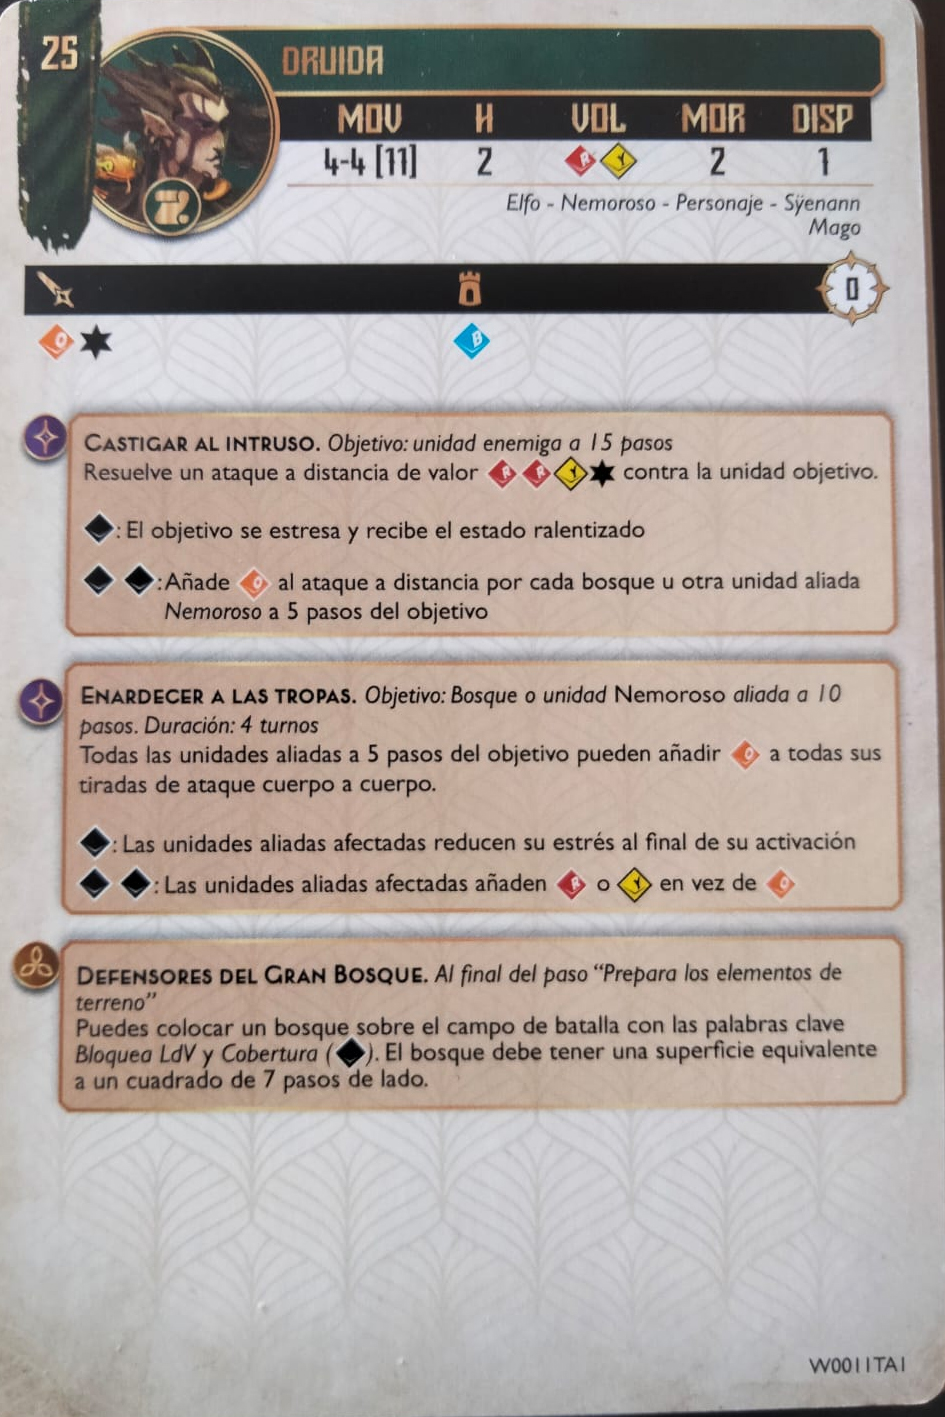 25
DRUIDA
MOV H VOL MOR DISP
4-4 [11] 2 R Y 2 1
Elfo - Nemoroso - Personaje - Sÿenann
Mago
0
O
B
CASTIGAR AL INTRUSO. Objetivo: unidad enemiga a 15 pasos
Resuelve un ataque a distancia de valor R R Y contra la unidad objetivo.
: El objetivo se estresa y recibe el estado ralentizado
:Añade O al ataque a distancia por cada bosque u otra unidad aliada
Nemoroso a 5 pasos del objetivo
ENARDECER A LAS TROPAS. Objetivo: Bosque o unidad Nemoroso aliada a 10
pasos. Duración: 4 turnos
Todas las unidades aliadas a 5 pasos del objetivo pueden añadir O a todas sus
tiradas de ataque cuerpo a cuerpo.
: Las unidades aliadas afectadas reducen su estrés al final de su activación
: Las unidades aliadas afectadas añaden R o Y en vez de O
DEFENSORES DEL GRAN BOSQUE. Al final del paso “Prepara los elementos de
terreno”
Puedes colocar un bosque sobre el campo de batalla con las palabras clave
Bloquea LdV y Cobertura ( ). El bosque debe tener una superficie equivalente
a un cuadrado de 7 pasos de lado.
W0011TA1